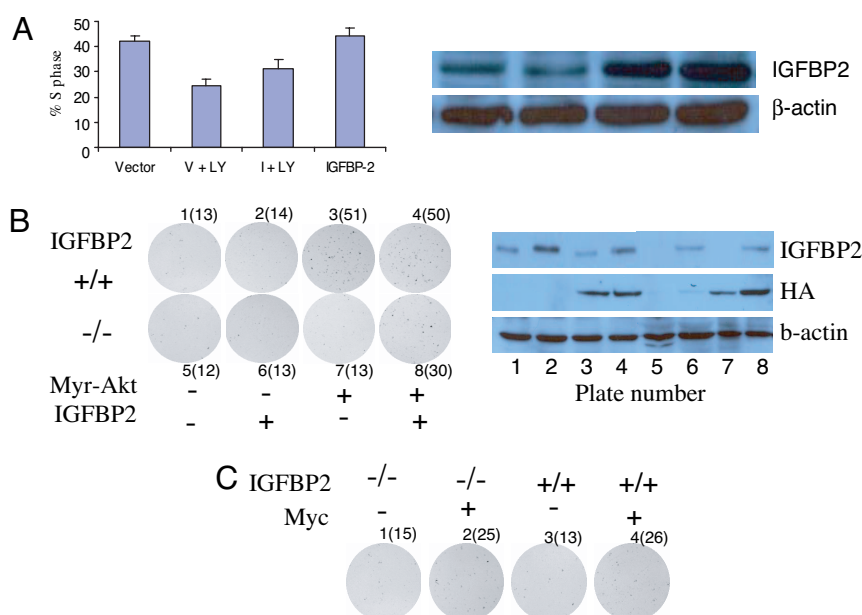 A
% S phase
50
40
30
20
10
0
Vector
V + LY
I + LY
IGFBP-2
IGFBP2
β-actin
B
1(13) 2(14) 3(51) 4(50)
IGFBP2
+/+
-/-
5(12) 6(13) 7(13) 8(30)
Myr-Akt - - + +
IGFBP2 - + - +
IGFBP2
HA
b-actin
1 2 3 4 5 6 7 8
Plate number
C
IGFBP2 -/- -/- +/+ +/+
Myc - + - +
1(15) 2(25) 3(13) 4(26)